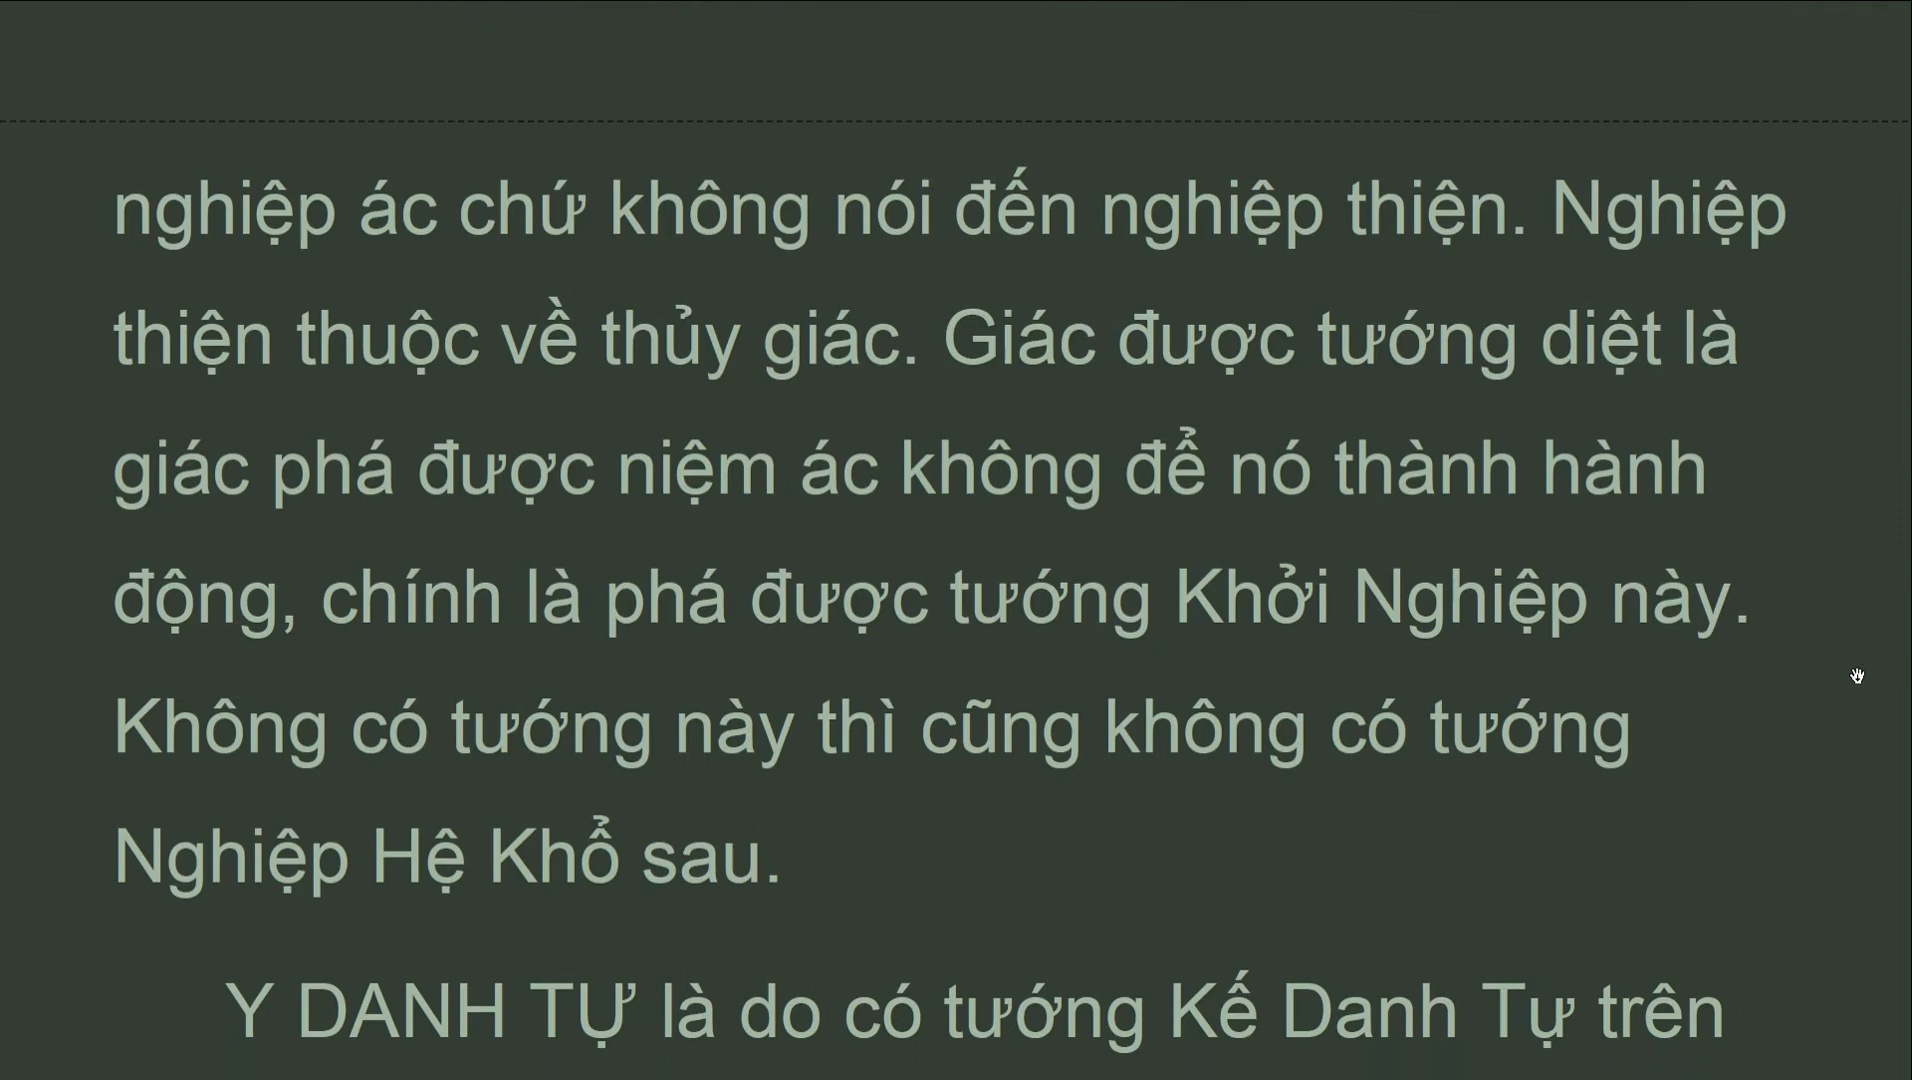 nghiệp ác chứ không nói đến nghiệp thiện. Nghiệp
thiện thuộc về thủy giác. Giác được tướng diệt là
giác phá được niệm ác không để nó thành hành
động, chính là phá được tướng Khởi Nghiệp này.
Không có tướng này thì cũng không có tướng
Nghiệp Hệ Khổ sau.
Y DANH TỰ là do có tướng Kế Danh Tự trên